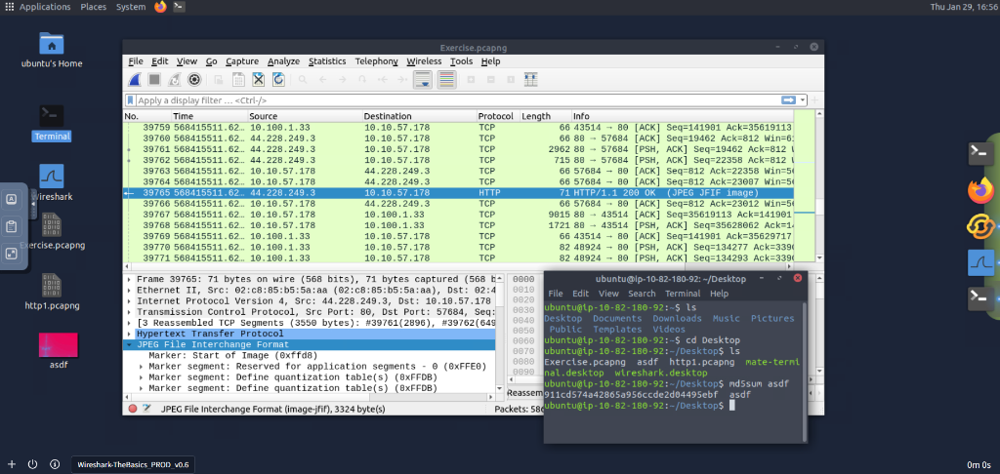 Applications Places System
Thu Jan 29, 16:56
ubuntu's Home
Terminal
Wireshark
Exercise.pcapng
http1.pcapng
asdf
Exercise.pcapng
File Edit View Go Capture Analyze Statistics Telephony Wireless Tools Help
Apply a display filter ... <Ctrl-/>
No. Time Source Destination Protocol Length Info
39759 568415511.62… 10.100.1.33 10.10.57.178 TCP 66 43514 → 80 [ACK] Seq=141901 Ack=35619113
39760 568415511.62… 44.228.249.3 10.10.57.178 TCP 66 80 → 57684 [ACK] Seq=19462 Ack=812 Win=6
39761 568415511.62… 44.228.249.3 10.10.57.178 TCP 2962 80 → 57684 [PSH, ACK] Seq=19462 Ack=812
39762 568415511.62… 44.228.249.3 10.10.57.178 TCP 715 80 → 57684 [PSH, ACK] Seq=22358 Ack=812 W
39763 568415511.62… 10.10.57.178 44.228.249.3 TCP 66 57684 → 80 [ACK] Seq=812 Ack=22358 Win=5
39764 568415511.62… 10.10.57.178 44.228.249.3 TCP 66 57684 → 80 [ACK] Seq=812 Ack=23007 Win=5
39765 568415511.62… 44.228.249.3 10.10.57.178 HTTP 71 HTTP/1.1 200 OK (JPEG JFIF image)
39766 568415511.62… 10.10.57.178 44.228.249.3 TCP 66 57684 → 80 [ACK] Seq=812 Ack=23012 Win=5
39767 568415511.62… 10.10.57.178 10.100.1.33 TCP 9015 80 → 43514 [ACK] Seq=35619113 Ack=141901
39768 568415511.62… 10.10.57.178 10.100.1.33 TCP 1721 80 → 43514 [PSH, ACK] Seq=35628062 Ack=14
39769 568415511.62… 10.100.1.33 10.10.57.178 TCP 66 43514 → 80 [ACK] Seq=141901 Ack=35629717
39770 568415511.62… 10.100.1.33 10.10.57.178 TCP 82 48924 → 80 [PSH, ACK] Seq=134277 Ack=3390
39771 568415511.62… 10.100.1.33 10.10.57.178 TCP 82 48924 → 80 [PSH, ACK] Seq=134293 Ack=3390
Frame 39765: 71 bytes on wire (568 bits), 71 bytes captured (568 b
Ethernet II, Src: 02:c8:85:b5:5a:aa (02:c8:85:b5:5a:aa), Dst: 02:4
Internet Protocol Version 4, Src: 44.228.249.3, Dst: 10.10.57.178
Transmission Control Protocol, Src Port: 80, Dst Port: 57684, Seq:
[3 Reassembled TCP Segments (3550 bytes): #39761(2896), #39762(649
Hypertext Transfer Protocol
JPEG File Interchange Format
Marker: Start of Image (0xffd8)
Marker segment: Reserved for application segments - 0 (0xFFE0)
Marker segment: Define quantization table(s) (0xFFDB)
Marker segment: Define quantization table(s) (0xFFDB)
0000
0010
0020
0030
0040
0050
0060
0070
0080
0090
Reassem
JPEG File Interchange Format (image-jfif), 3324 byte(s)
Packets: 58
ubuntu@ip-10-82-180-92: ~/Desktop
File Edit View Search Terminal Help
ubuntu@ip-10-82-180-92:~$ ls
Desktop Documents Downloads Music Pictures
Public Templates Videos
ubuntu@ip-10-82-180-92:~$ cd Desktop
ubuntu@ip-10-82-180-92:~/Desktop$ ls
Exercise.pcapng asdf http1.pcapng mate-termi
nal.desktop wireshark.desktop
ubuntu@ip-10-82-180-92:~/Desktop$ md5sum asdf
911cd574a42865a956ccde2d04495ebf asdf
ubuntu@ip-10-82-180-92:~/Desktop$
Wireshark-TheBasics_PROD_v0.6
0m 0s